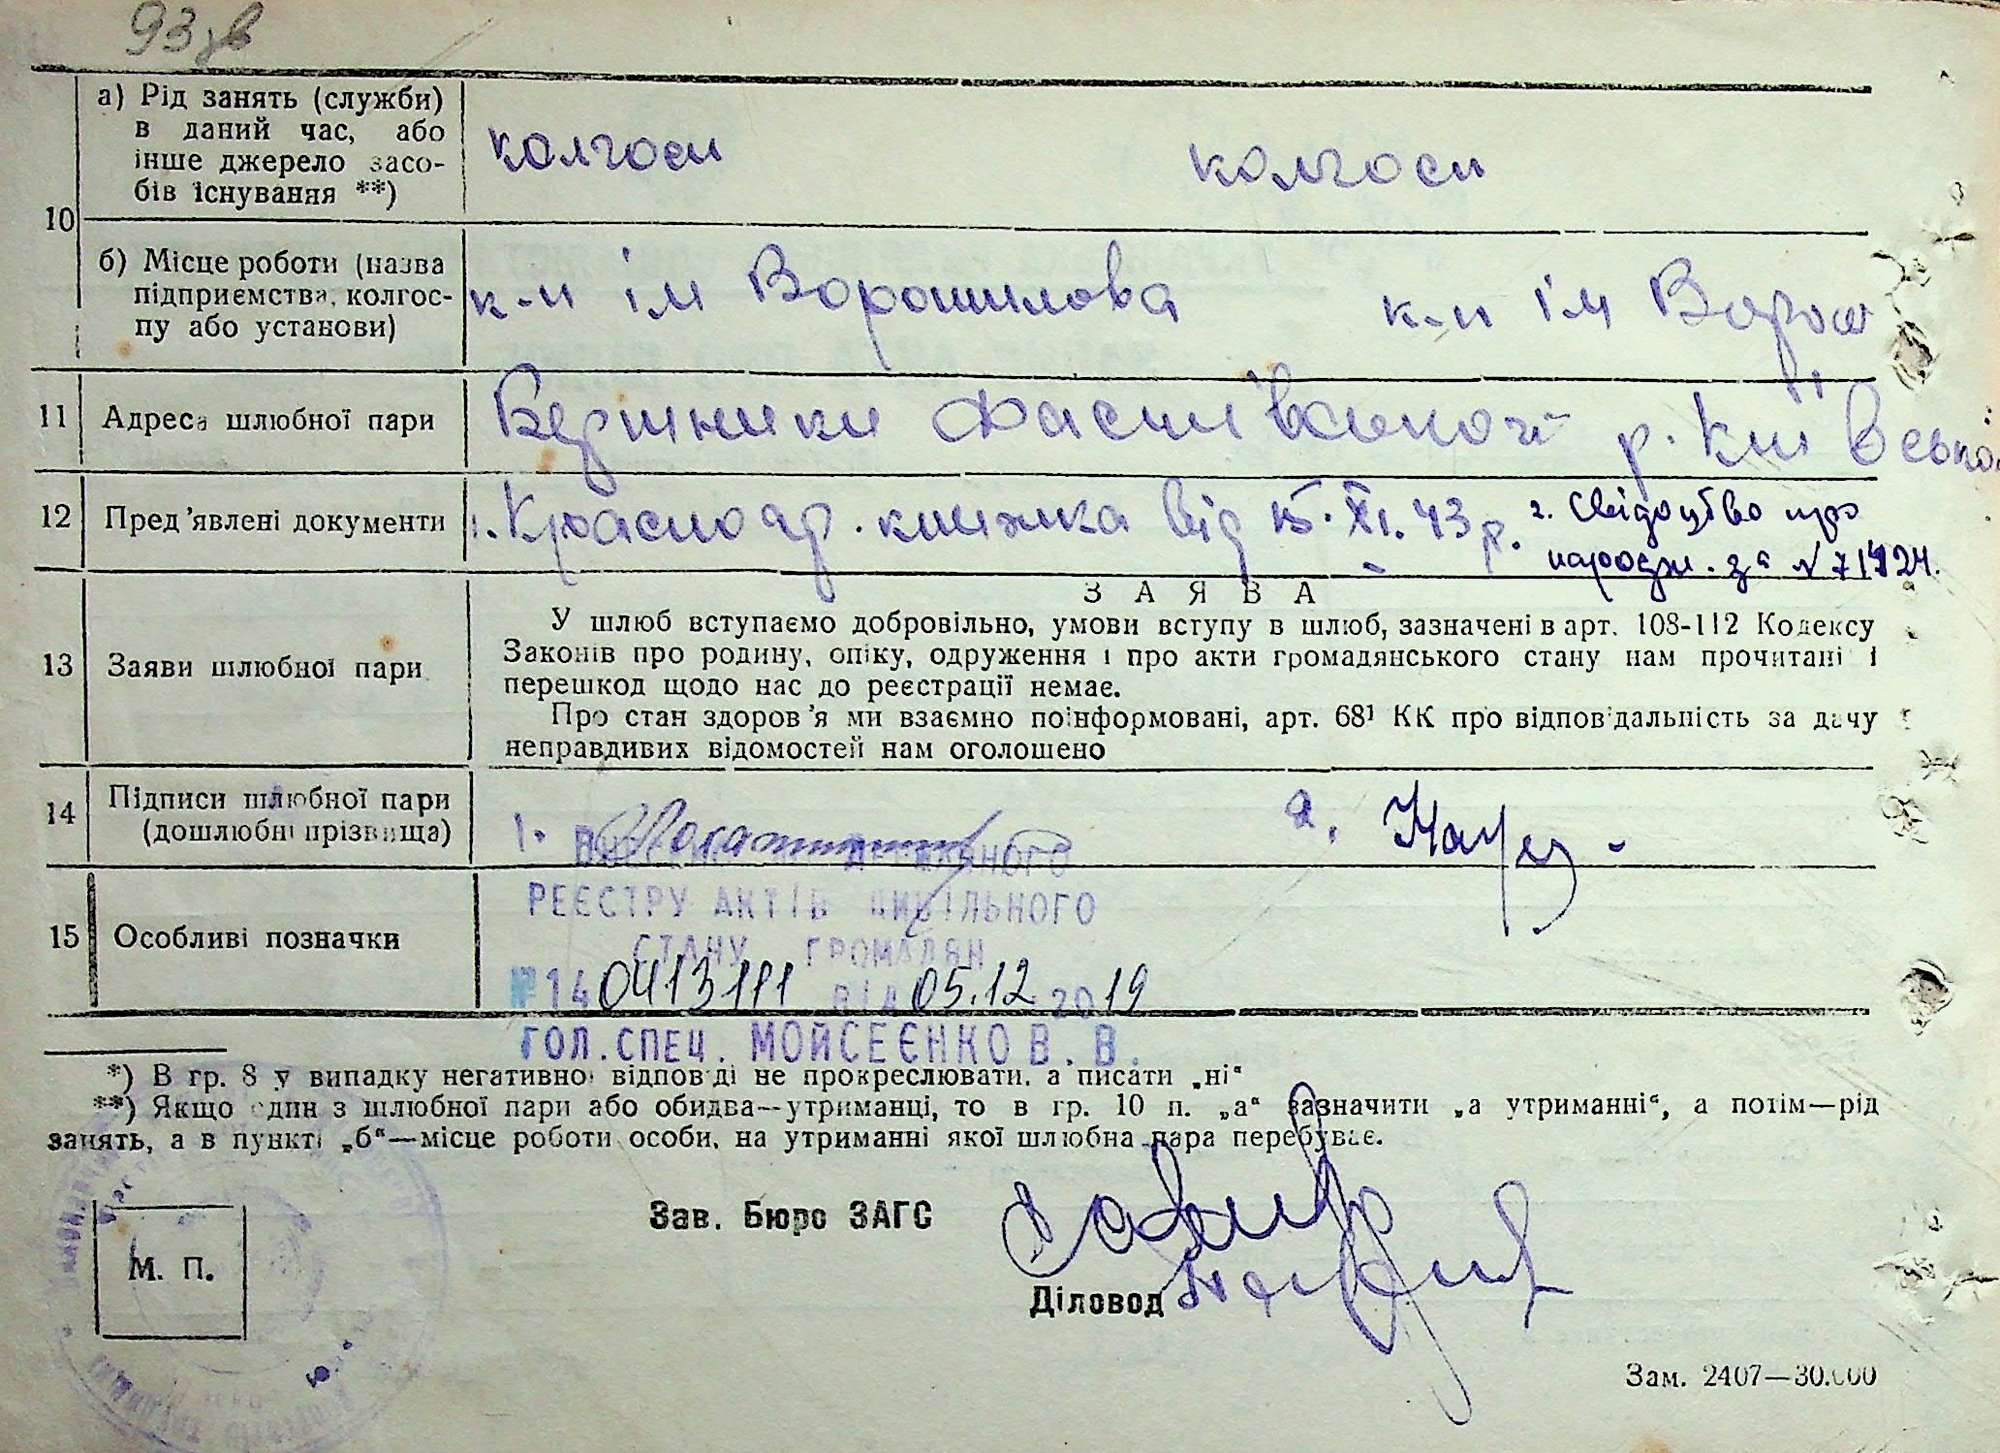 93 зв
10
а) Рід занять (служби)
в даний час, або
інше джерело засо-
бів існування **)
колгосп
колгосп
б) Місце роботи (назва
підприємства, колгос-
пу або установи)
к-п ім Ворошилова
к-п ім Ворош
11
Адреса шлюбної пари
р. Київської
12
Пред'явлені документи
1. Красноар. книжка від 15. XI. 43 р.
2. Свідоцтво про
народж. за №
З А Я В А
13
Заяви шлюбної пари
У шлюб вступаємо добровільно, умови вступу в шлюб, зазначені в арт. 108-112 Кодексу
Законів про родину, опіку, одруження і про акти громадянського стану нам прочитані і
перешкод щодо нас до реєстрації немає.
Про стан здоров'я ми взаємно поінформовані, арт. 68¹ КК про відповідальність за дачу
неправдивих відомостей нам оголошено
14
Підписи шлюбної пари
(дошлюбні прізвища)
1.
2.
15
Особливі позначки
ВНЕСЕНО ДО ДЕРЖАВНОГО
РЕЄСТРУ АКТІВ ЦИВІЛЬНОГО
СТАНУ ГРОМАДЯН
№ 140413111 ВІД 05.12 2019
ГОЛ. СПЕЦ. МОЙСЕЄНКО В. В.
*) В гр. 8 у випадку негативної відповіді не прокреслювати, а писати „ні“
**) Якщо один з шлюбної пари або обидва—утриманці, то в гр. 10 п. „а“ зазначити „а утриманні“, а потім—рід
занять, а в пункті „б“—місце роботи особи, на утриманні якої шлюбна пара перебуває.
М. П.
Зав. Бюро ЗАГС
Діловод
Зам. 2407—30.000